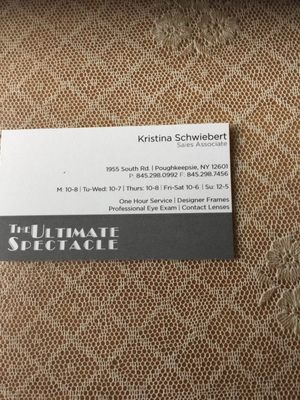 Kristina Schwiebert
Sales Associate
1955 South Rd. | Poughkeepsie, NY 12601
P: 845.298.0992 F: 845.298.7456
M: 10-8 | Tu-Wed: 10-7 | Thurs: 10-8 | Fri-Sat 10-6 | Su: 12-5
One Hour Service | Designer Frames
Professional Eye Exam | Contact Lenses
THE ULTIMATE
SPECTACLE